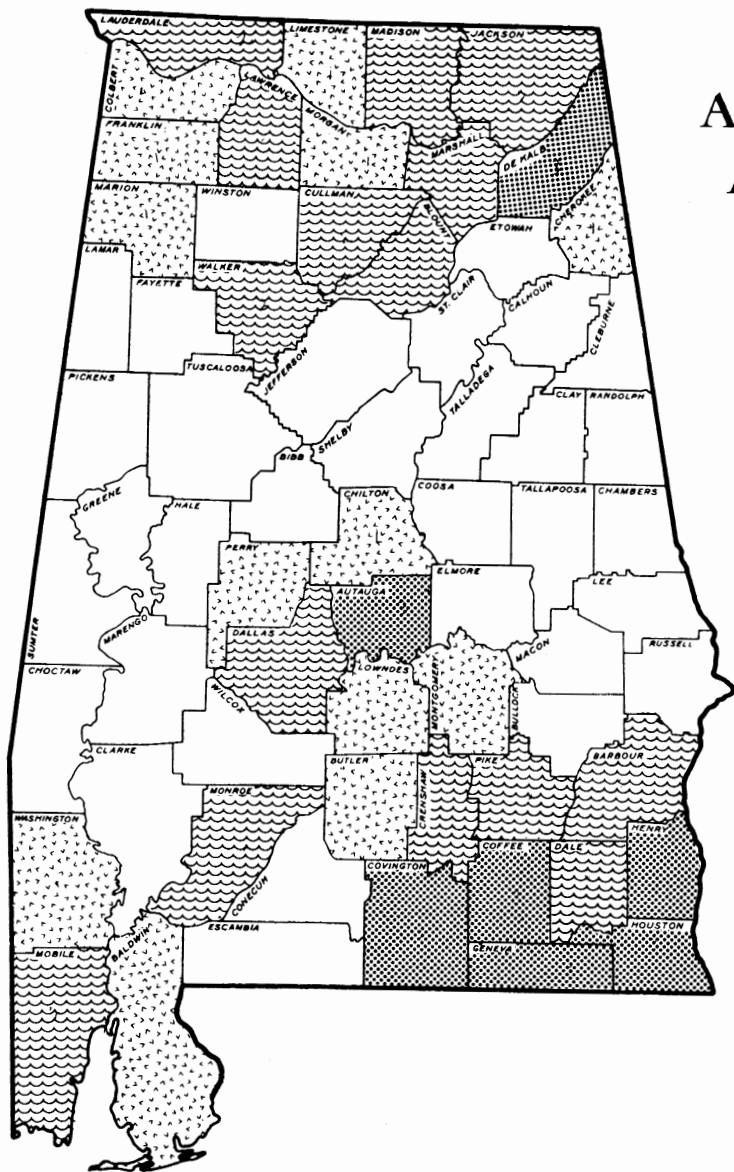 LAUDERDALE
LIMESTONE
MADISON
JACKSON
COLBERT
LAWRENCE
MORGAN
FRANKLIN
MARSHALL
DE KALB
CHEROKEE
MARION
WINSTON
CULLMAN
BLOUNT
ETOWAH
LAMAR
FAYETTE
WALKER
ST. CLAIR
CALHOUN
CLEBURNE
JEFFERSON
TUSCALOOSA
TALLADEGA
PICKENS
CLAY
RANDOLPH
SHELBY
BIBB
GREENE
HALE
CHILTON
COOSA
TALLAPOOSA
CHAMBERS
PERRY
ELMORE
LEE
AUTAUGA
SUMTER
MARENGO
DALLAS
MACON
RUSSELL
CHOCTAW
LOWNDES
MONTGOMERY
BULLOCK
WILCOX
CLARKE
BUTLER
CRENSHAW
PIKE
BARBOUR
MONROE
WASHINGTON
HENRY
COFFEE
DALE
COVINGTON
CONECUH
ESCAMBIA
HOUSTON
GENEVA
MOBILE
BALDWIN
A